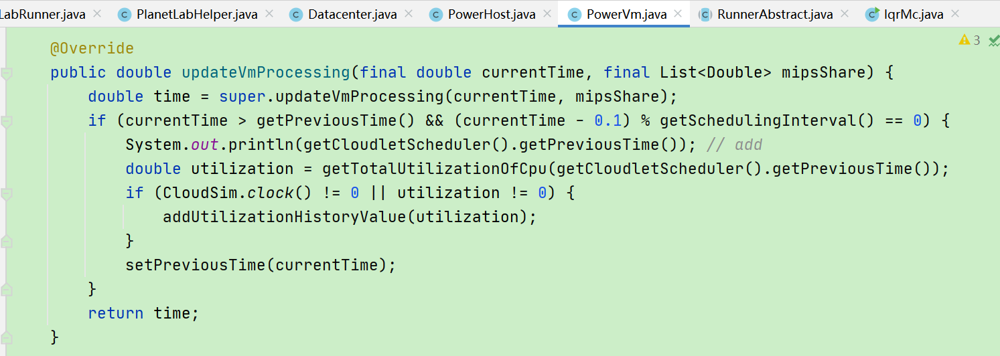 LabRunner.java PlanetLabHelper.java Datacenter.java PowerHost.java PowerVm.java RunnerAbstract.java IqrMc.java
@Override
3
public double updateVmProcessing(final double currentTime, final List<Double> mipsShare) {
double time = super.updateVmProcessing(currentTime, mipsShare);
if (currentTime > getPreviousTime() && (currentTime - 0.1) % getSchedulingInterval() == 0) {
System.out.println(getCloudletScheduler().getPreviousTime()); // add
double utilization = getTotalUtilizationOfCpu(getCloudletScheduler().getPreviousTime());
if (CloudSim.clock() != 0 || utilization != 0) {
addUtilizationHistoryValue(utilization);
}
setPreviousTime(currentTime);
}
return time;
}